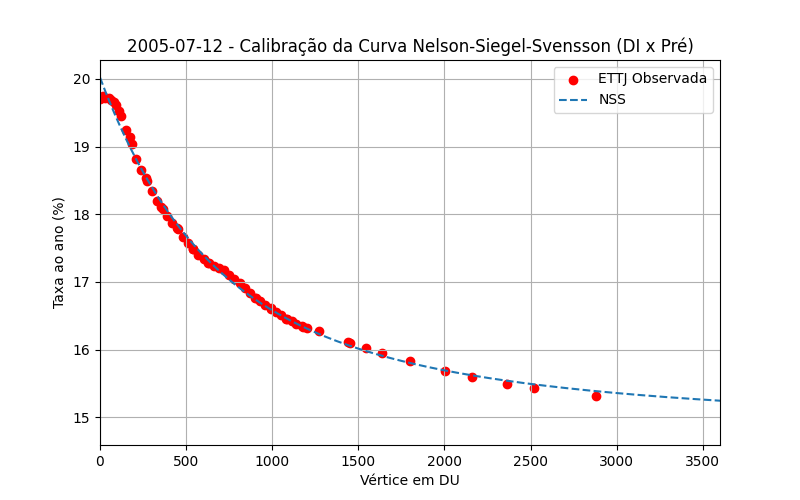 2005-07-12 - Calibração da Curva Nelson-Siegel-Svensson (DI x Pré)
ETTJ Observada
NSS
Taxa ao ano (%)
20
19
18
17
16
15
0 500 1000 1500 2000 2500 3000 3500
Vértice em DU